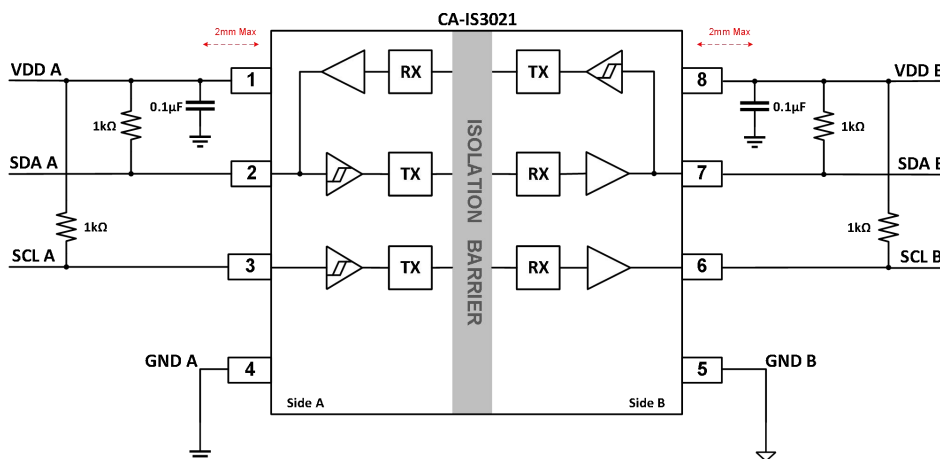 CA-IS3021
2mm Max
2mm Max
VDD A
1
RX
TX
8
VDD B
0.1µF
1kΩ
0.1µF
1kΩ
SDA A
2
TX
RX
7
SDA B
1kΩ
1kΩ
SCL A
3
TX
RX
6
SCL B
ISOLATION BARRIER
GND A
4
5
GND B
Side A
Side B